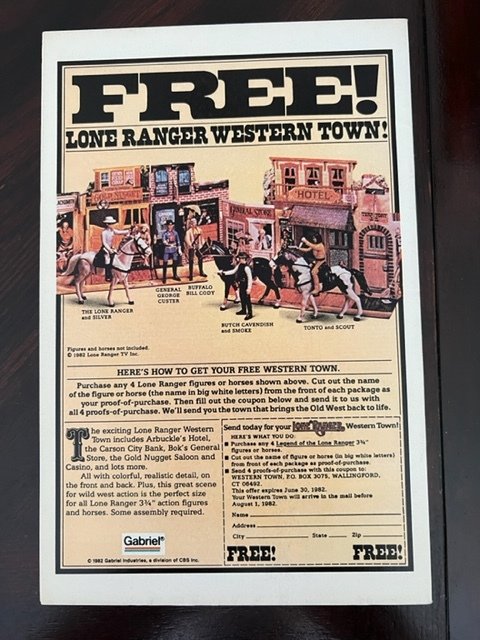 FREE!
LONE RANGER WESTERN TOWN!
HOTEL
GENERAL STORE
THE LONE RANGER
and SILVER
GENERAL
GEORGE
CUSTER
BUFFALO
BILL CODY
BUTCH CAVENDISH
and SMOKE
TONTO and SCOUT
Figures and horses not included.
© 1982 Lone Ranger TV Inc.
HERE'S HOW TO GET YOUR FREE WESTERN TOWN.
Purchase any 4 Lone Ranger figures or horses shown above. Cut out the name
of the figure or horse (the name in big white letters) from the front of each package as
your proof-of-purchase. Then fill out the coupon below and send it to us with
all 4 proofs-of-purchase. We'll send you the town that brings the Old West back to life.
The exciting Lone Ranger Western
Town includes Arbuckle's Hotel,
the Carson City Bank, Bok's General
Store, the Gold Nugget Saloon and
Casino, and lots more.
All with colorful, realistic detail, on
the front and back. Plus, this great scene
for wild west action is the perfect size
for all Lone Ranger 3¾" action figures
and horses. Some assembly required.
Gabriel®
© 1982 Gabriel Industries, a division of CBS Inc.
Send today for your LONE RANGER Western Town!
HERE'S WHAT YOU DO:
■ Purchase any 4 Legend of the Lone Ranger 3¾"
figures or horses.
■ Cut out the name of figure or horse (in big white letters)
from front of each package as proof-of-purchase.
■ Send 4 proofs-of-purchase with this coupon to:
WESTERN TOWN, P.O. BOX 307S, WALLINGFORD,
CT 06492.
This offer expires June 30, 1982.
Your Western Town will arrive in the mail before
August 1, 1982.
Name
Address
City State Zip
FREE! FREE!